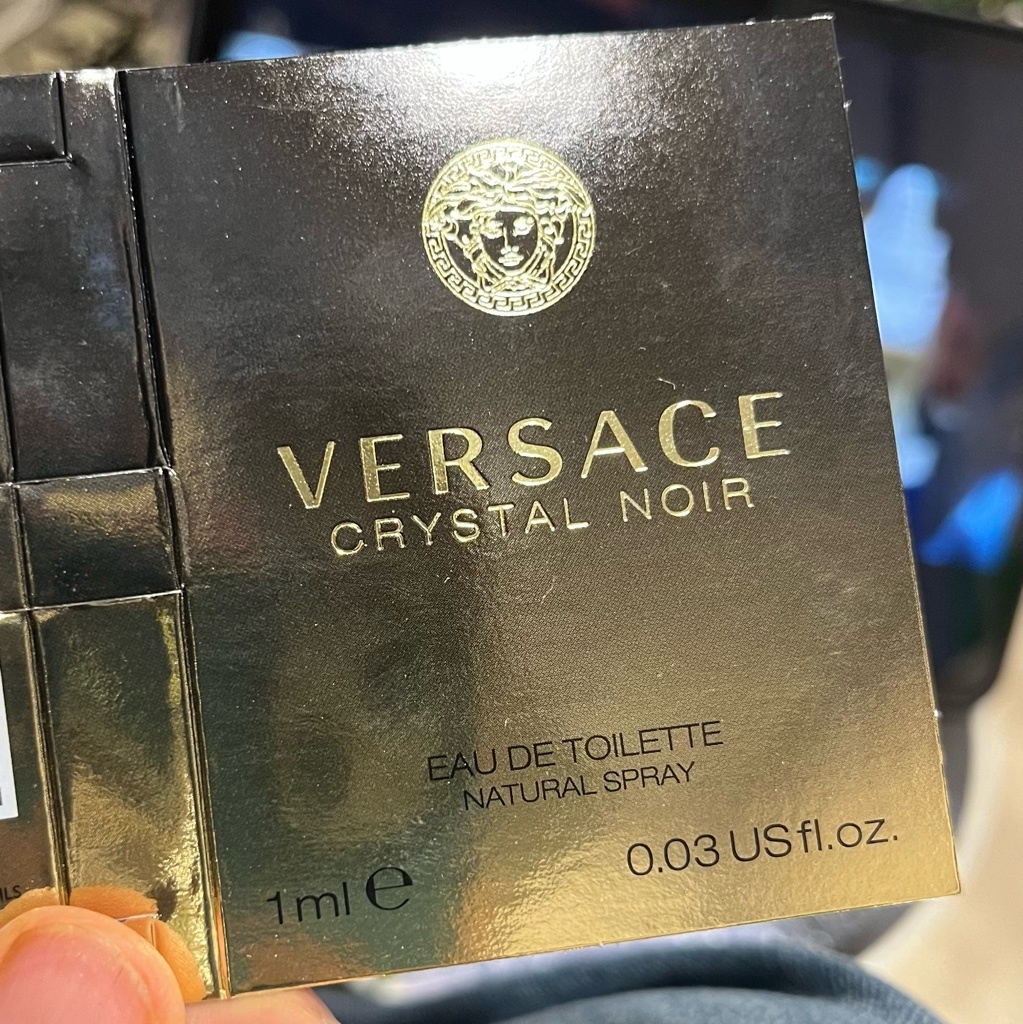 VERSACE
CRYSTAL NOIR
EAU DE TOILETTE
NATURAL SPRAY
1ml ℮
0.03 US fl.oz.